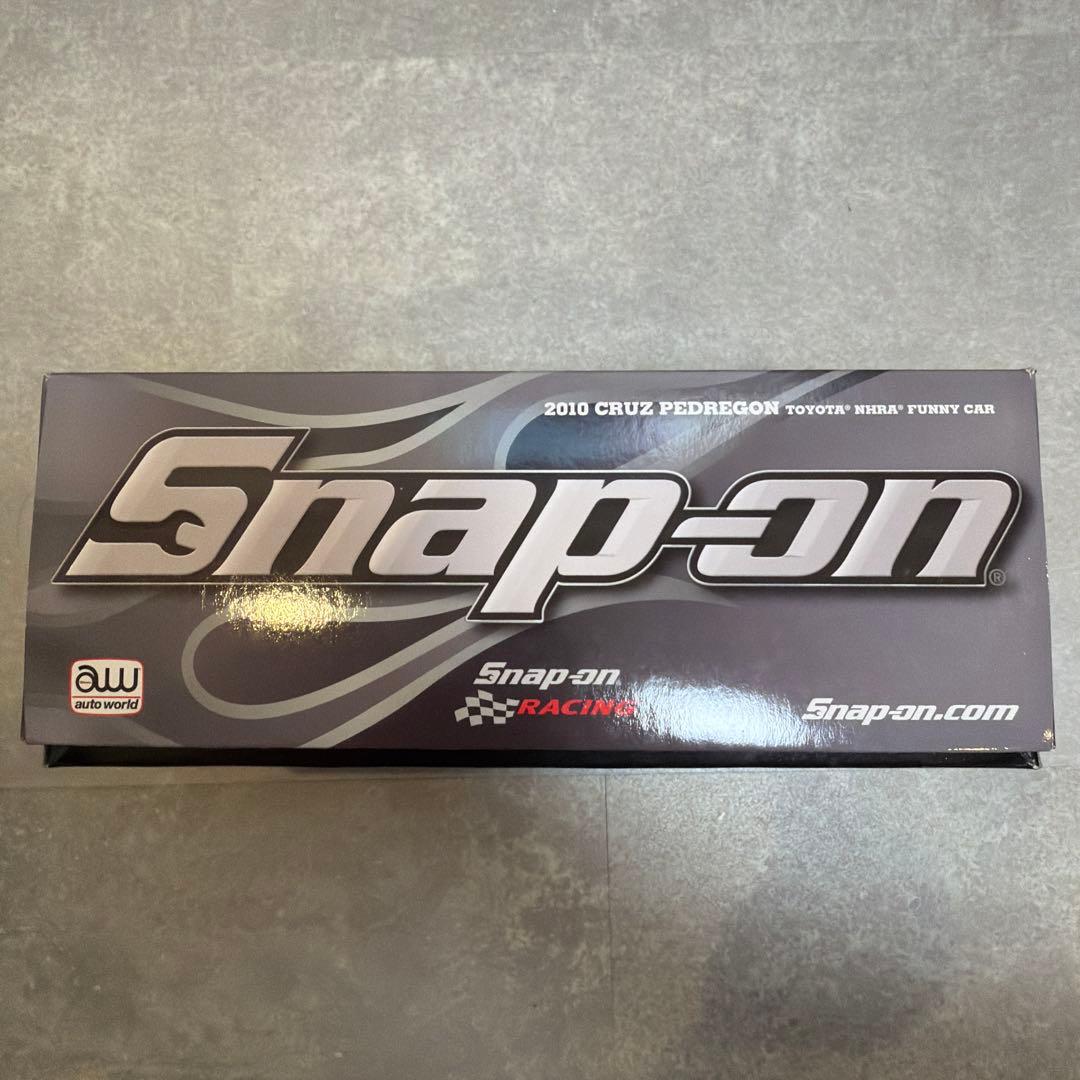 2010 CRUZ PEDREGON TOYOTA® NHRA® FUNNY CAR
Snap-on®
aw
auto world
Snap-on
RACING
Snap-on.com